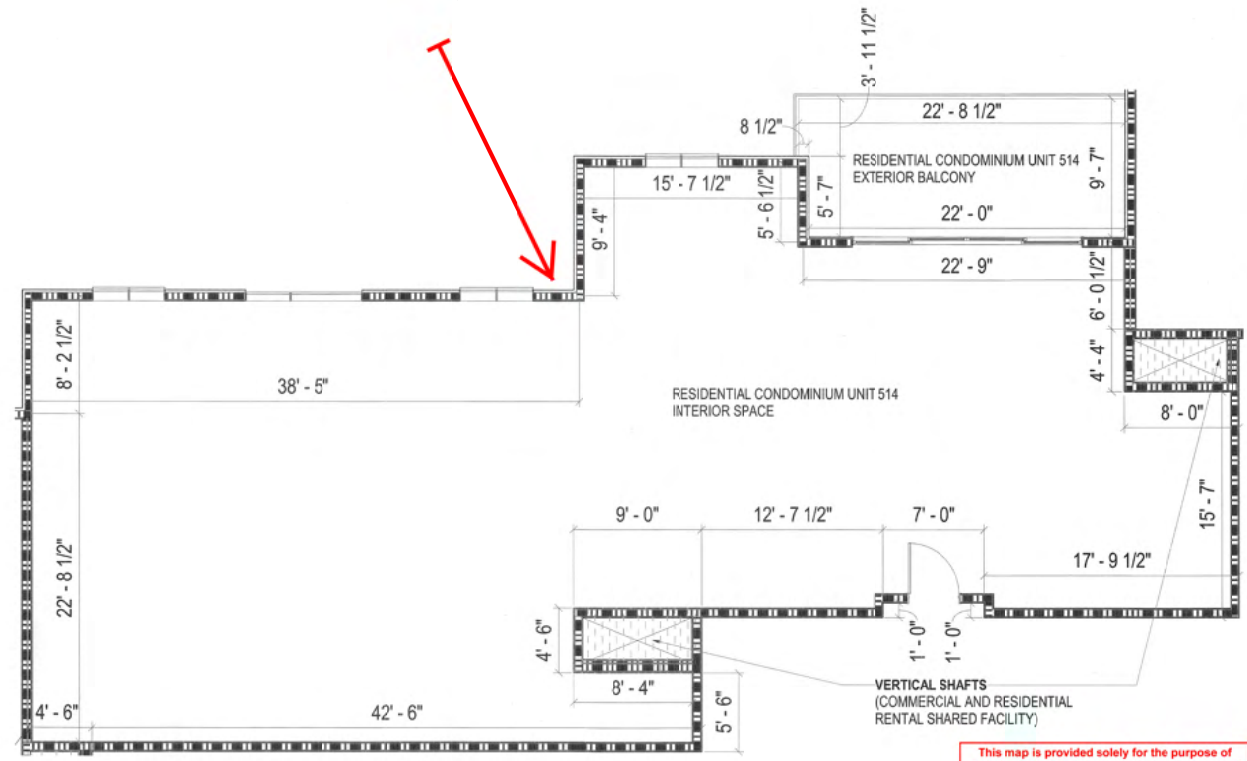 3' - 11 1/2"
22' - 8 1/2"
8 1/2"
RESIDENTIAL CONDOMINIUM UNIT 514
EXTERIOR BALCONY
9' - 7"
15' - 7 1/2"
5' - 6 1/2"
5' - 7"
22' - 0"
9' - 4"
22' - 9"
6' - 0 1/2"
8' - 2 1/2"
38' - 5"
4' - 4"
RESIDENTIAL CONDOMINIUM UNIT 514
INTERIOR SPACE
8' - 0"
15' - 7"
9' - 0"
12' - 7 1/2"
7' - 0"
17' - 9 1/2"
22' - 8 1/2"
4' - 6"
1' - 0"
1' - 0"
8' - 4"
VERTICAL SHAFTS
(COMMERCIAL AND RESIDENTIAL
RENTAL SHARED FACILITY)
4' - 6"
42' - 6"
5' - 6"
This map is provided solely for the purpose of